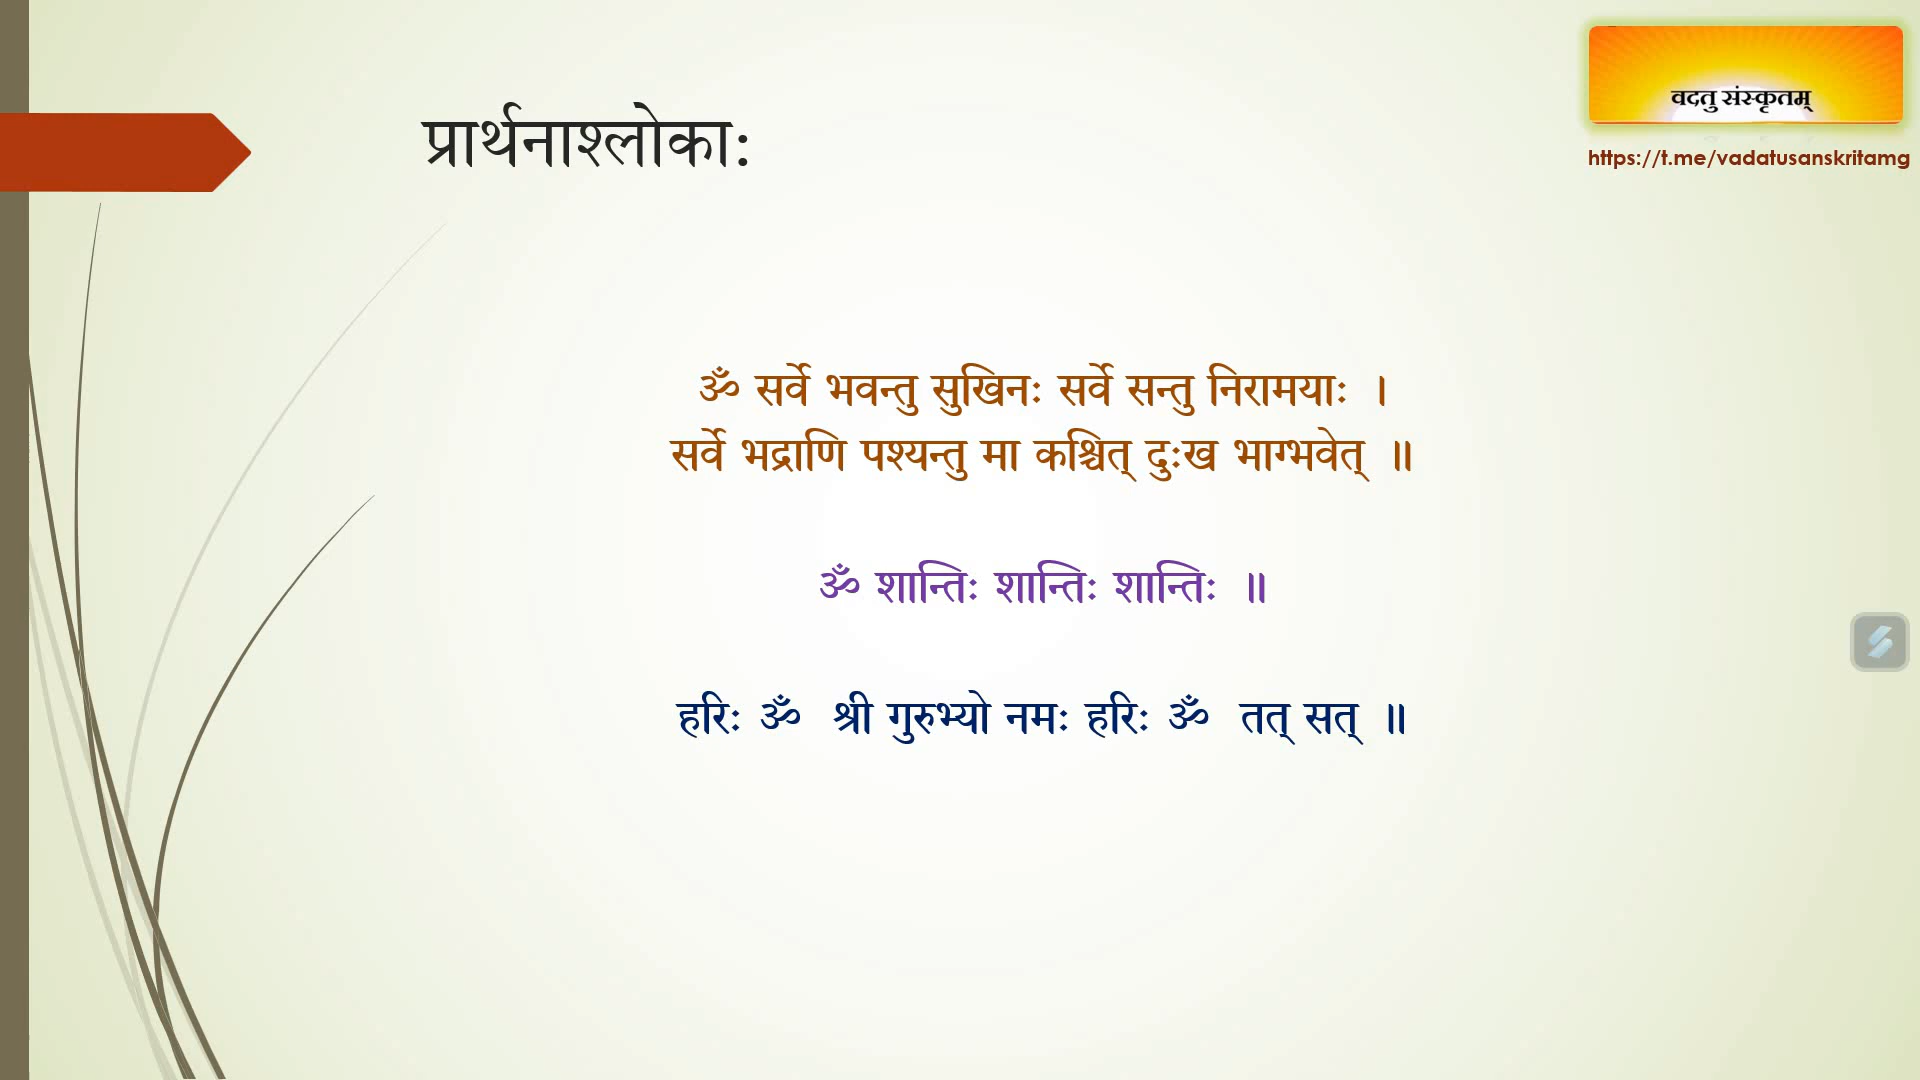 वदतु संस्कृतम्
https://t.me/vadatusanskritamg
प्रार्थनाश्लोकाः
ॐ सर्वे भवन्तु सुखिनः सर्वे सन्तु निरामयाः ।
सर्वे भद्राणि पश्यन्तु मा कश्चित् दुःख भाग्भवेत् ॥
ॐ शान्तिः शान्तिः शान्तिः ॥
हरिः ॐ श्री गुरुभ्यो नमः हरिः ॐ तत् सत् ॥